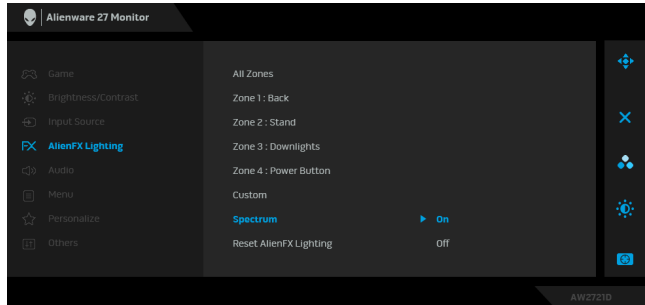 Alienware 27 Monitor
Game
Brightness/Contrast
Input Source
FX AlienFX Lighting
Audio
Menu
Personalize
Others
All Zones
Zone 1 : Back
Zone 2 : Stand
Zone 3 : Downlights
Zone 4 : Power Button
Custom
Spectrum On
Reset AlienFX Lighting Off
AW2721D